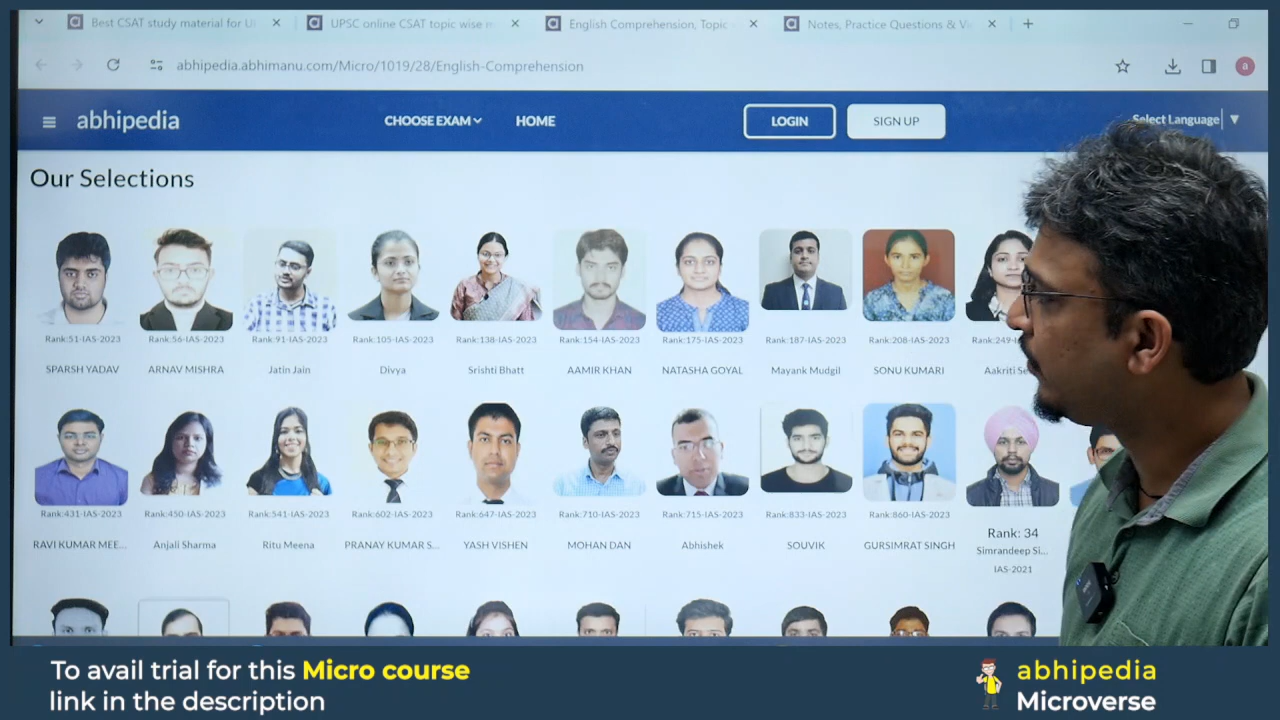 Best CSAT study material for U
UPSC online CSAT topic wise m
English Comprehension, Topic
Notes, Practice Questions & Vi
abhipedia.abhimanu.com/Micro/1019/28/English-Comprehension
a
abhipedia
CHOOSE EXAM
HOME
LOGIN
SIGN UP
Select Language
Our Selections
Rank:51-IAS-2023
Rank:56-IAS-2023
Rank:91-IAS-2023
Rank:105-IAS-2023
Rank:138-IAS-2023
Rank:154-IAS-2023
Rank:175-IAS-2023
Rank:187-IAS-2023
Rank:208-IAS-2023
Rank:249-I
SPARSH YADAV
ARNAV MISHRA
Jatin Jain
Divya
Srishti Bhatt
AAMIR KHAN
NATASHA GOYAL
Mayank Mudgil
SONU KUMARI
Aakriti Se
Rank:431-IAS-2023
Rank:450-IAS-2023
Rank:541-IAS-2023
Rank:602-IAS-2023
Rank:647-IAS-2023
Rank:710-IAS-2023
Rank:715-IAS-2023
Rank:833-IAS-2023
Rank:860-IAS-2023
Rank: 34
RAVI KUMAR MEE...
Anjali Sharma
Ritu Meena
PRANAY KUMAR S...
YASH VISHEN
MOHAN DAN
Abhishek
SOUVIK
GURSIMRAT SINGH
Simrandeep Si...
IAS-2021
To avail trial for this Micro course
link in the description
abhipedia
Microverse